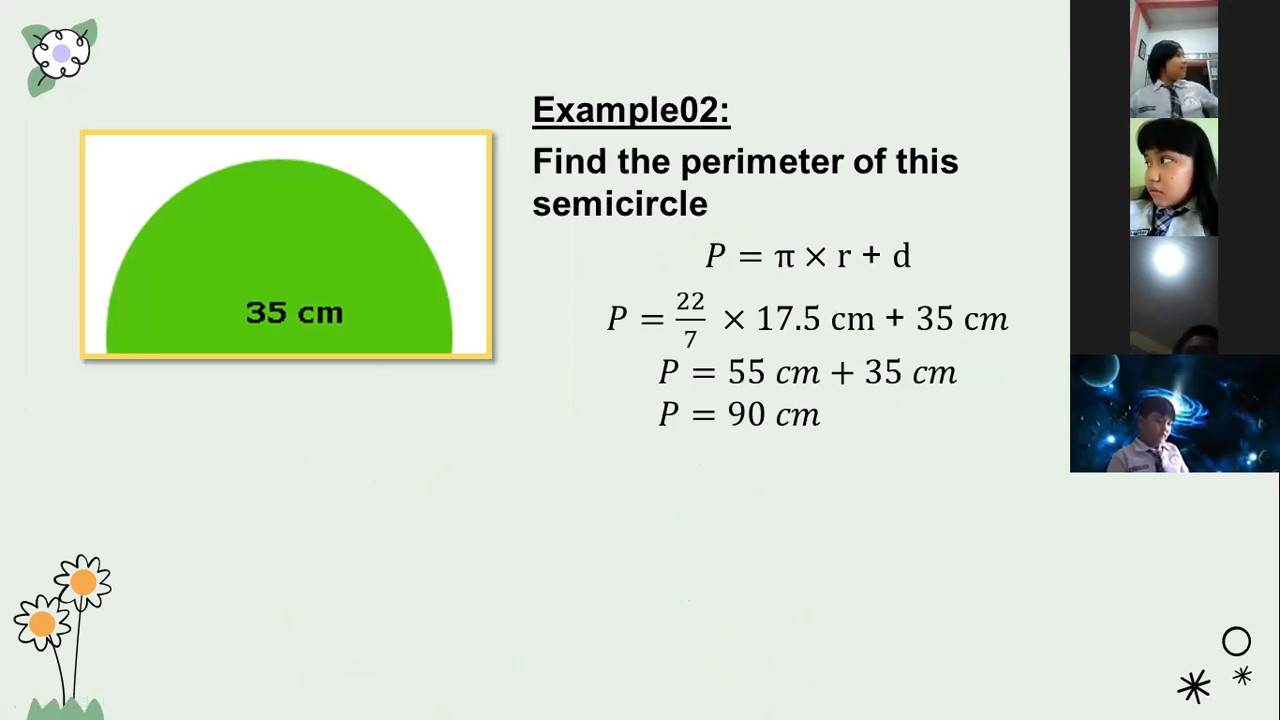 Example02:
Find the perimeter of this
semicircle
P = π × r + d
P = 22/7 × 17.5 cm + 35 cm
P = 55 cm + 35 cm
P = 90 cm
35 cm